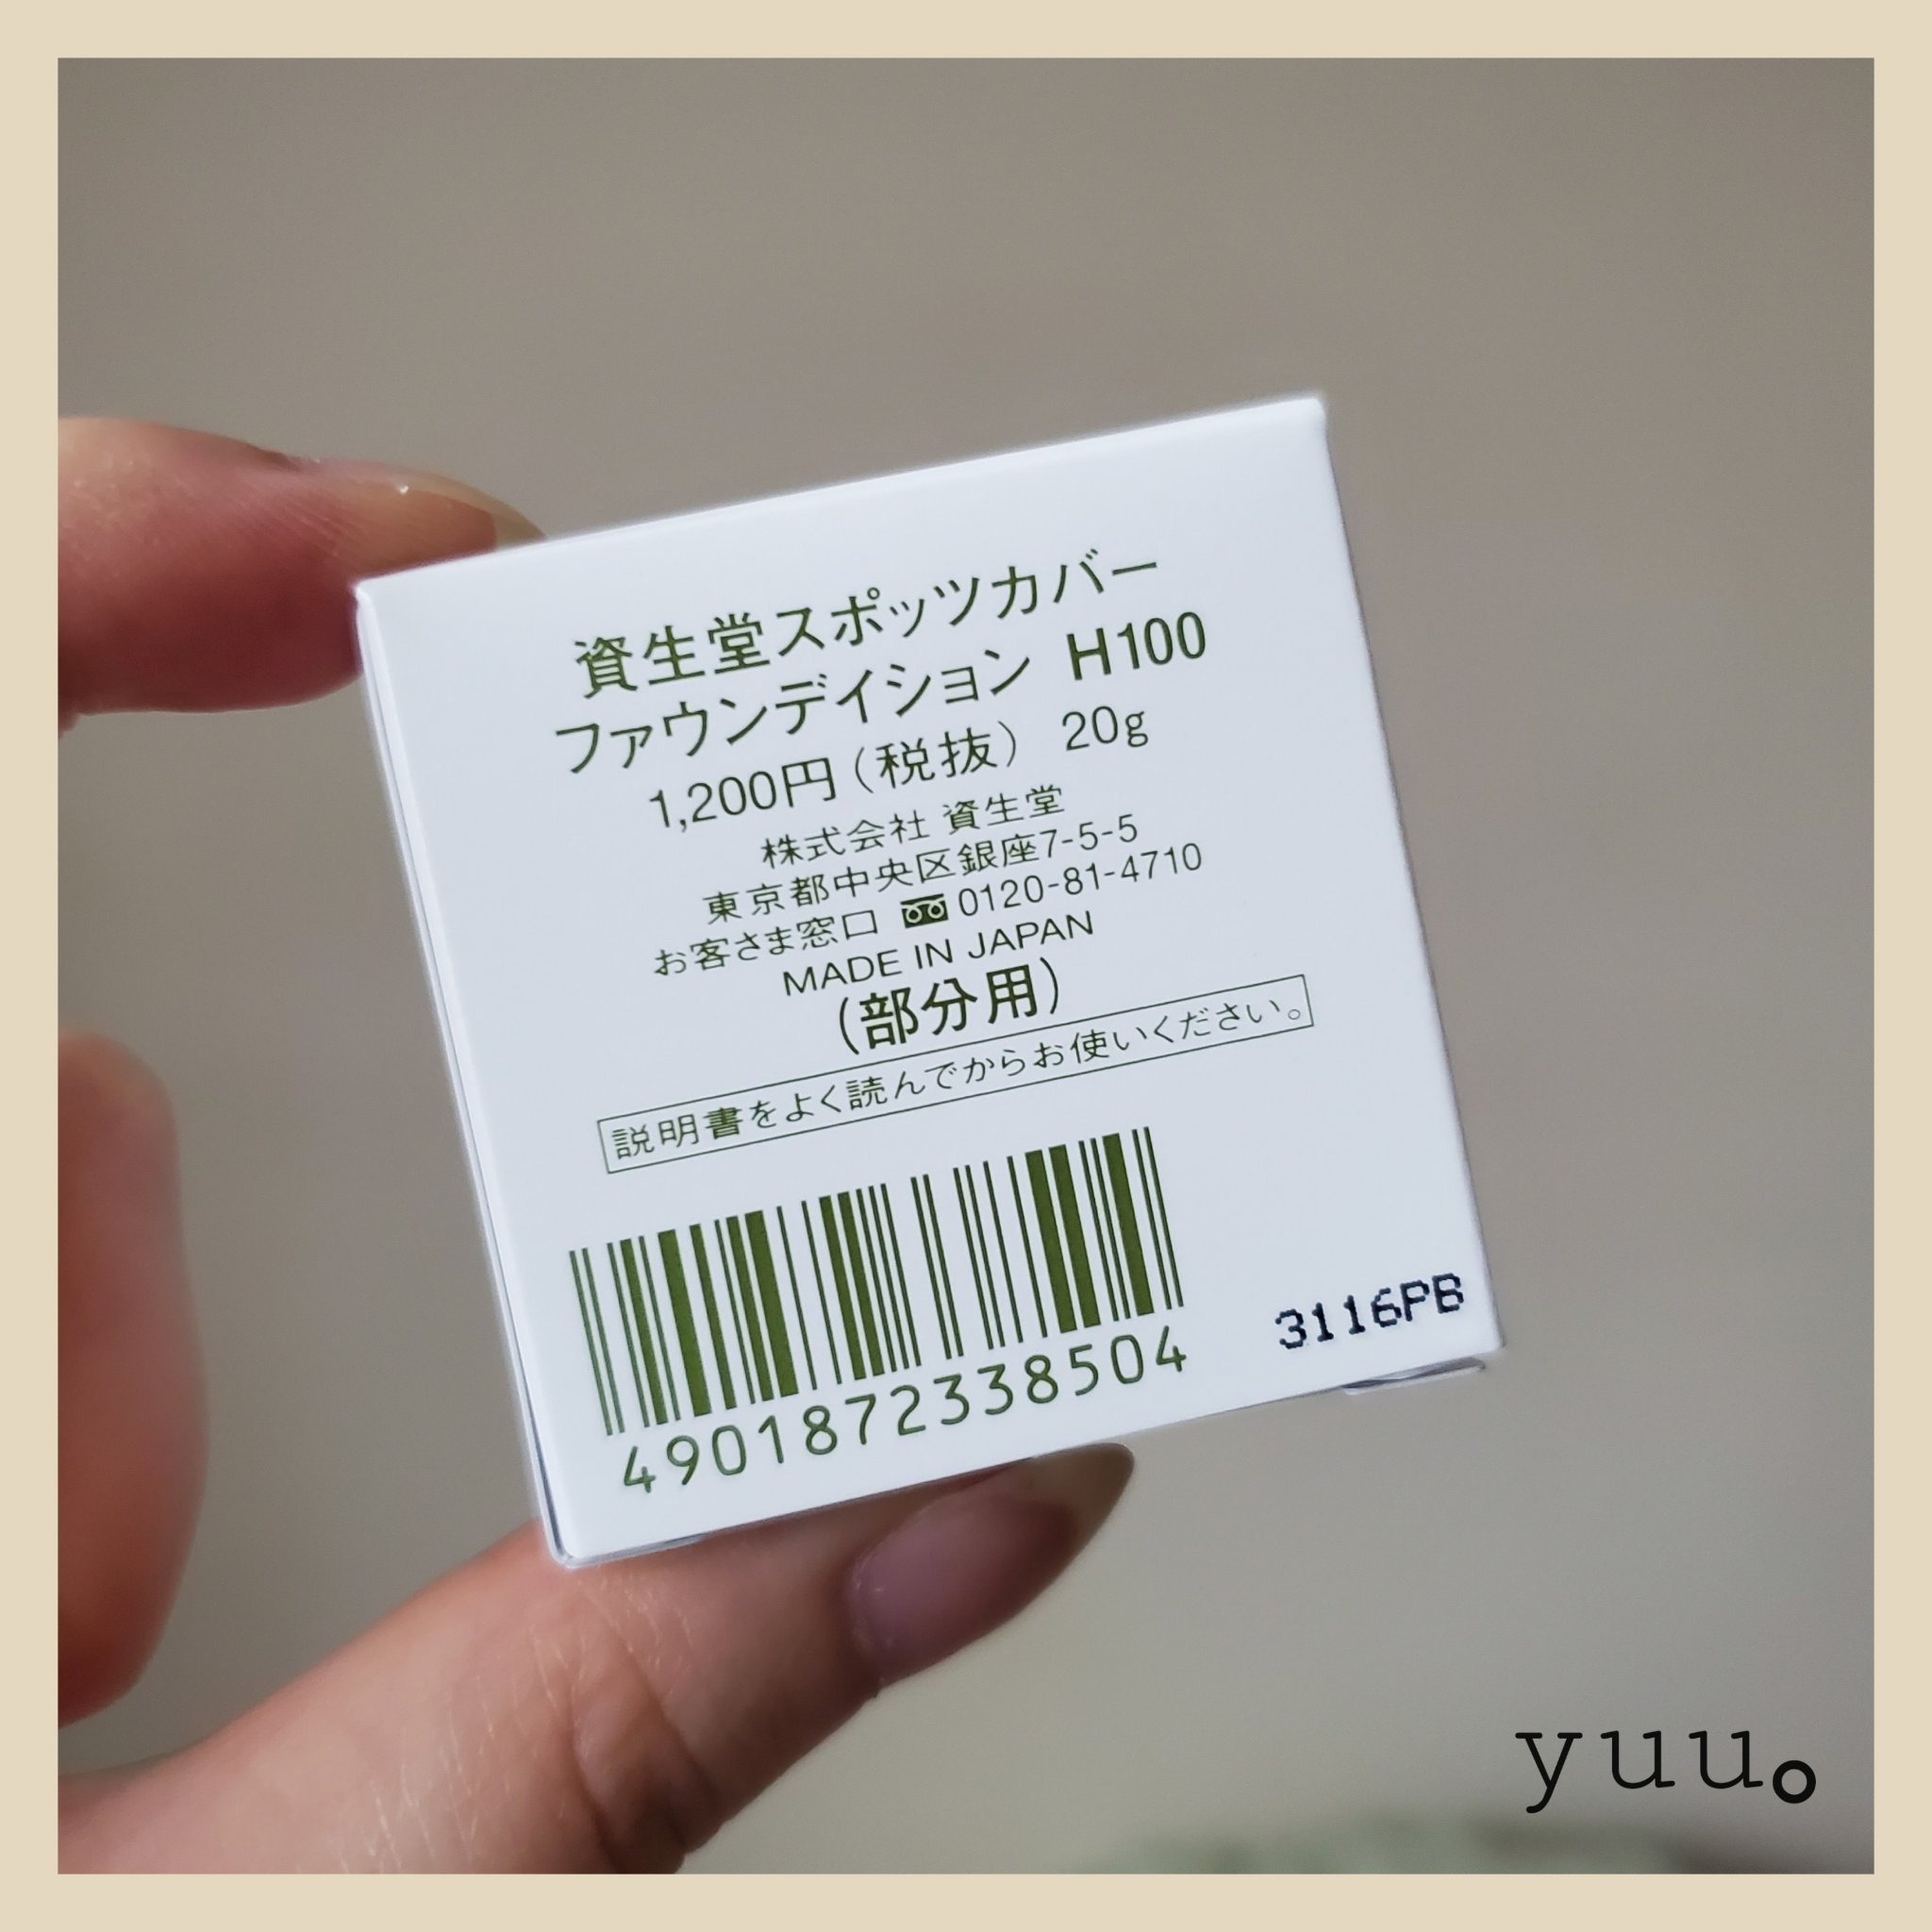 資生堂スポッツカバー
ファウンデイション H100
1,200円(税抜) 20g
株式会社 資生堂
東京都中央区銀座7-5-5
お客さま窓口 0120-81-4710
MADE IN JAPAN
(部分用)
説明書をよく読んでからお使いください。
4901872338504
3116PB
yuu。